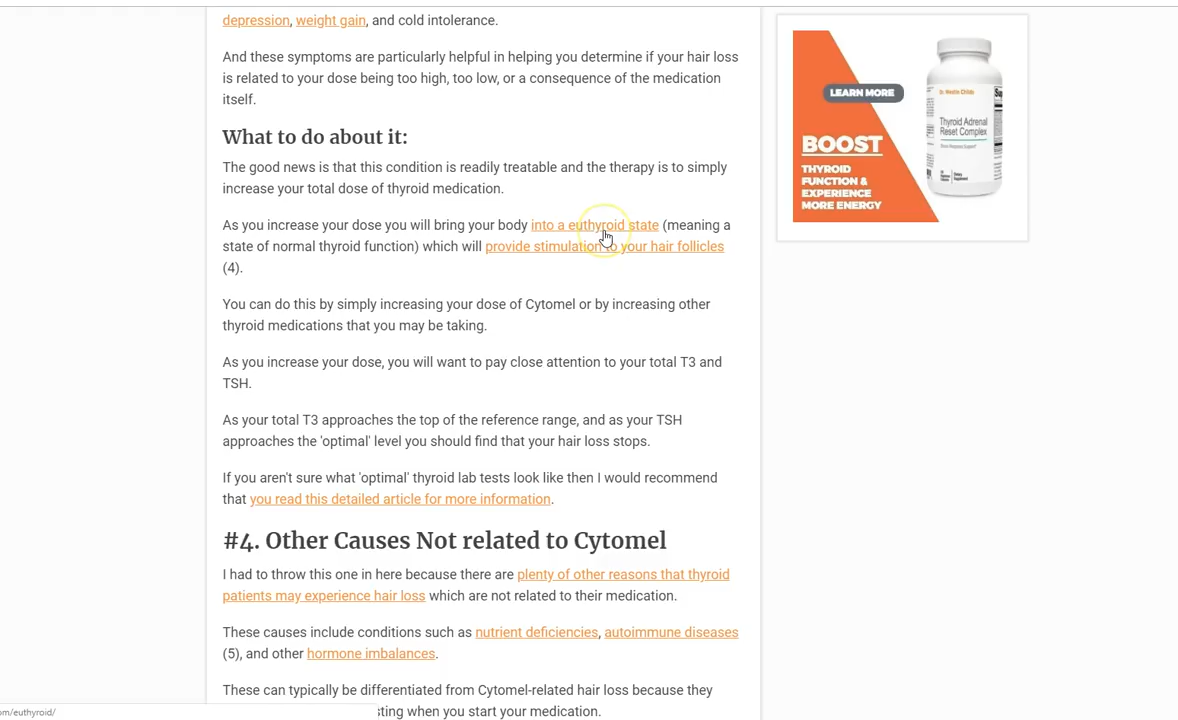 depression, weight gain, and cold intolerance.
And these symptoms are particularly helpful in helping you determine if your hair loss
is related to your dose being too high, too low, or a consequence of the medication
itself.
What to do about it:
The good news is that this condition is readily treatable and the therapy is to simply
increase your total dose of thyroid medication.
As you increase your dose you will bring your body into a euthyroid state (meaning a
state of normal thyroid function) which will provide stimulation to your hair follicles
(4).
You can do this by simply increasing your dose of Cytomel or by increasing other
thyroid medications that you may be taking.
As you increase your dose, you will want to pay close attention to your total T3 and
TSH.
As your total T3 approaches the top of the reference range, and as your TSH
approaches the 'optimal' level you should find that your hair loss stops.
If you aren't sure what 'optimal' thyroid lab tests look like then I would recommend
that you read this detailed article for more information.
#4. Other Causes Not related to Cytomel
I had to throw this one in here because there are plenty of other reasons that thyroid
patients may experience hair loss which are not related to their medication.
These causes include conditions such as nutrient deficiencies, autoimmune diseases
(5), and other hormone imbalances.
These can typically be differentiated from Cytomel-related hair loss because they
sting when you start your medication.
om/euthyroid/
LEARN MORE
BOOST
THYROID
FUNCTION &
EXPERIENCE
MORE ENERGY
Dr. Westin Childs
Thyroid Adrenal
Reset Complex